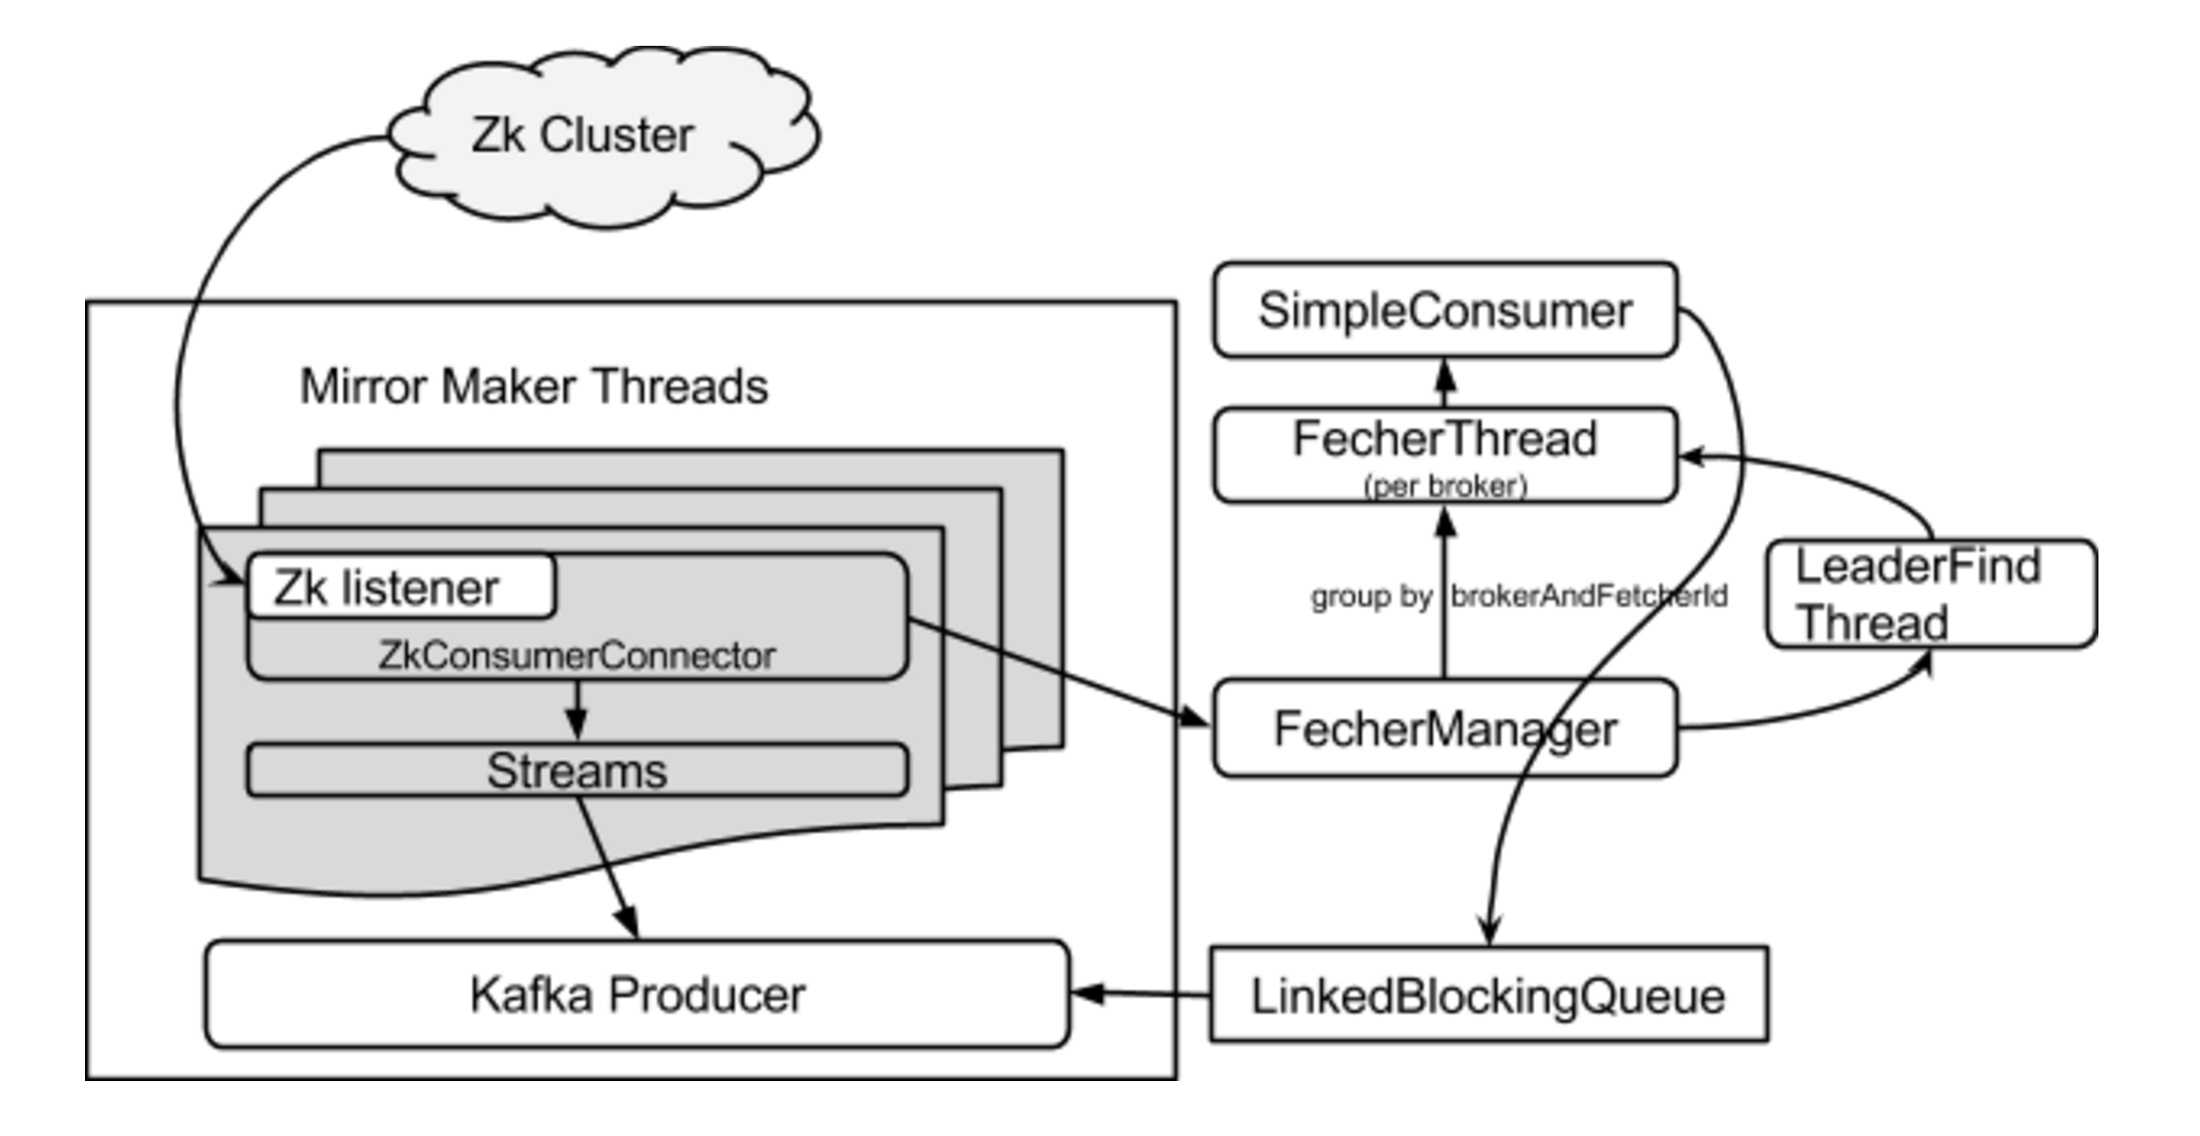 Zk Cluster
Mirror Maker Threads
Zk listener
ZkConsumerConnector
Streams
Kafka Producer
SimpleConsumer
FecherThread
(per broker)
group by brokerAndFetcherId
LeaderFind
Thread
FecherManager
LinkedBlockingQueue